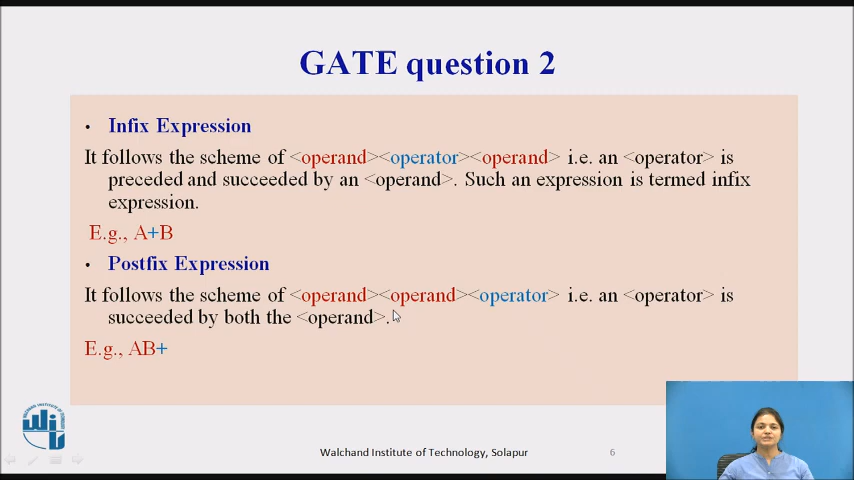 GATE question 2
• Infix Expression
It follows the scheme of <operand><operator><operand> i.e. an <operator> is
preceded and succeeded by an <operand>. Such an expression is termed infix
expression.
E.g., A+B
• Postfix Expression
It follows the scheme of <operand><operand><operator> i.e. an <operator> is
succeeded by both the <operand>.
E.g., AB+
Walchand Institute of Technology, Solapur
6